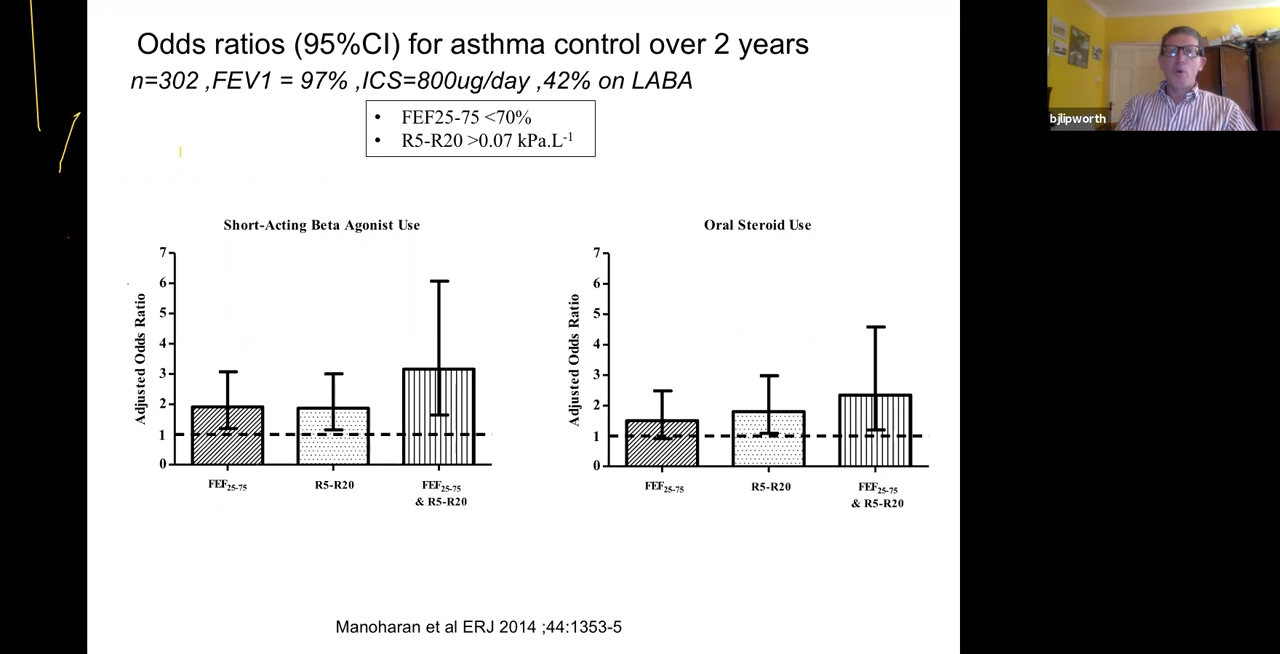 Odds ratios (95%CI) for asthma control over 2 years
n=302 ,FEV1 = 97% ,ICS=800ug/day ,42% on LABA
• FEF25-75 <70%
• R5-R20 >0.07 kPa.L-1
bjlipworth
Short-Acting Beta Agonist Use
Adjusted Odds Ratio
7
6
5
4
3
2
1
0
FEF25-75
R5-R20
FEF25-75
& R5-R20
Oral Steroid Use
Adjusted Odds Ratio
7
6
5
4
3
2
1
0
FEF25-75
R5-R20
FEF25-75
& R5-R20
Manoharan et al ERJ 2014 ;44:1353-5